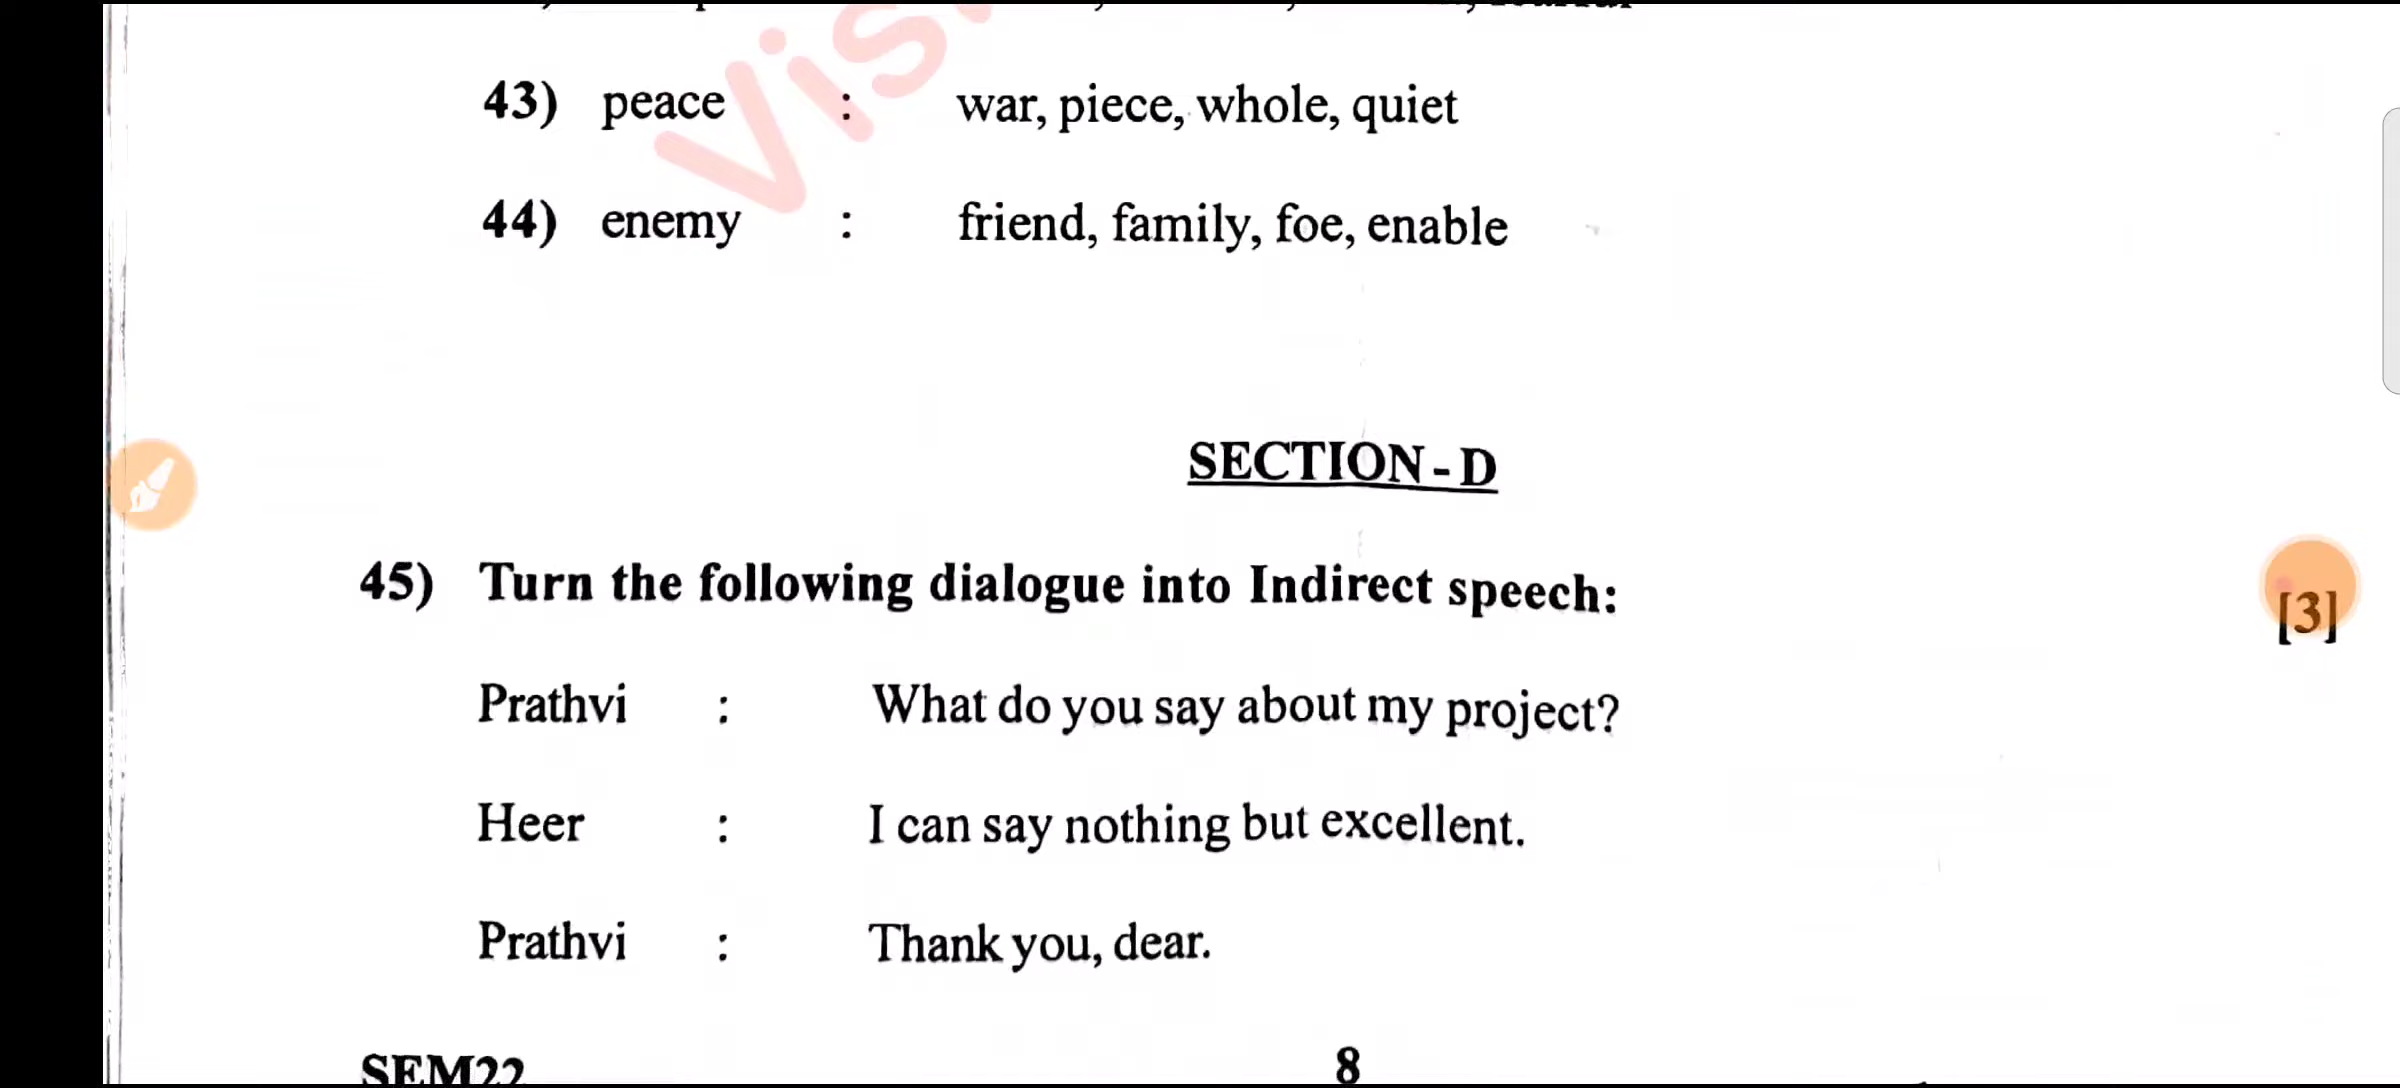 43) peace : war, piece, whole, quiet
44) enemy : friend, family, foe, enable
SECTION - D
45) Turn the following dialogue into Indirect speech: [3]
Prathvi : What do you say about my project?
Heer : I can say nothing but excellent.
Prathvi : Thank you, dear.
SEM22 8